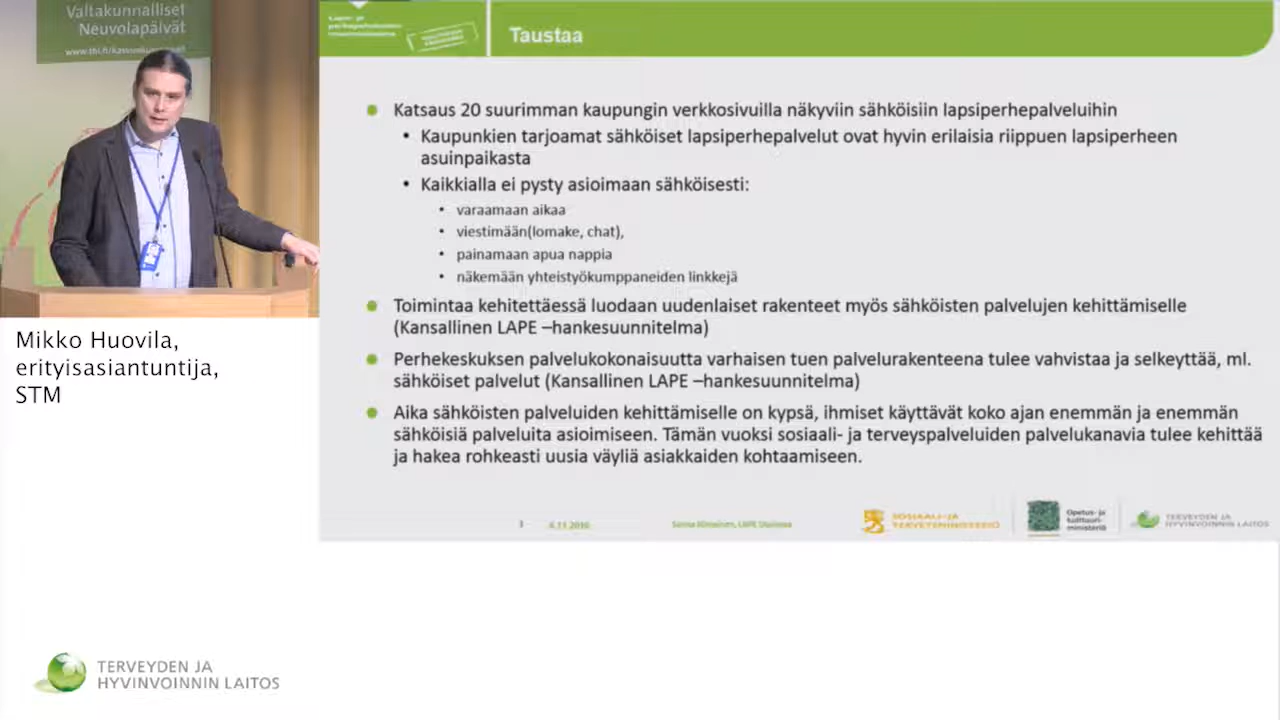 Valtakunnalliset
Neuvolapäivät
Mikko Huovila,
erityisasiantuntija,
STM
TERVEYDEN JA
HYVINVOINNIN LAITOS
Taustaa
Katsaus 20 suurimman kaupungin verkkosivuilla näkyviin sähköisiin lapsiperhepalveluihin
• Kaupunkien tarjoamat sähköiset lapsiperhepalvelut ovat hyvin erilaisia riippuen lapsiperheen
asuinpaikasta
• Kaikkialla ei pysty asioimaan sähköisesti:
• varaamaan aikaa
• viestimään(lomake, chat),
• painamaan apua nappia
• näkemään yhteistyökumppaneiden linkkejä
Toimintaa kehitettäessä luodaan uudenlaiset rakenteet myös sähköisten palvelujen kehittämiselle
(Kansallinen LAPE –hankesuunnitelma)
Perhekeskuksen palvelukokonaisuutta varhaisen tuen palvelurakenteena tulee vahvistaa ja selkeyttää, ml.
sähköiset palvelut (Kansallinen LAPE –hankesuunnitelma)
Aika sähköisten palveluiden kehittämiselle on kypsä, ihmiset käyttävät koko ajan enemmän ja enemmän
sähköisiä palveluita asioimiseen. Tämän vuoksi sosiaali- ja terveyspalveluiden palvelukanavia tulee kehittää
ja hakea rohkeasti uusia väyliä asiakkaiden kohtaamiseen.
3
SOSIAALI- JA
TERVEYSMINISTERIÖ
Opetus- ja
kulttuuri-
ministeriö
TERVEYDEN JA
HYVINVOINNIN LAITOS